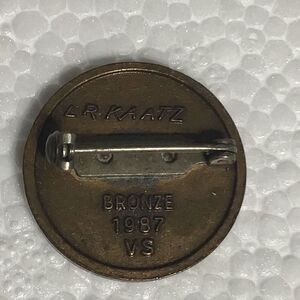 L.R. KAATZ
BRONZE
1987
VS